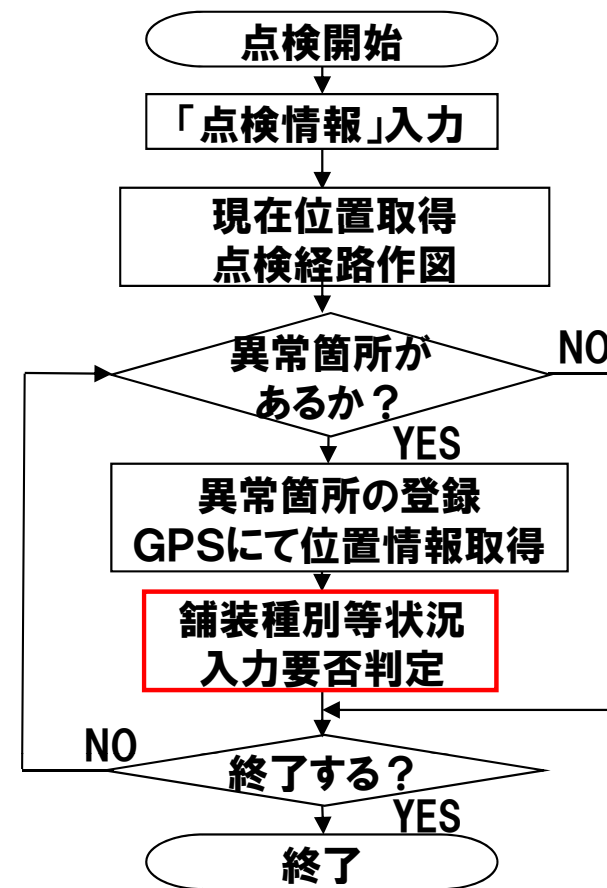 点検開始
「点検情報」入力
現在位置取得
点検経路作図
異常箇所が
あるか？
NO
YES
異常箇所の登録
GPSにて位置情報取得
舗装種別等状況
入力要否判定
NO
終了する？
YES
終了